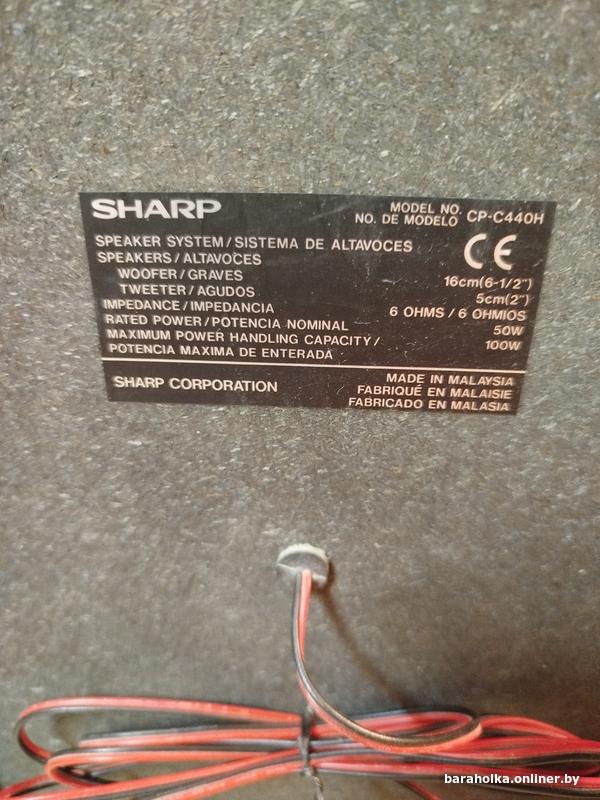 SHARP
MODEL NO.
NO. DE MODELO CP-C440H
SPEAKER SYSTEM/SISTEMA DE ALTAVOCES
CE
SPEAKERS/ALTAVOCES
WOOFER/GRAVES 16cm(6-1/2")
TWEETER/AGUDOS 5cm(2")
IMPEDANCE/IMPEDANCIA 6 OHMS / 6 OHMIOS
RATED POWER/POTENCIA NOMINAL 50W
MAXIMUM POWER HANDLING CAPACITY/ 100W
POTENCIA MAXIMA DE ENTERADA
SHARP CORPORATION
MADE IN MALAYSIA
FABRIQUÉ EN MALAISIE
FABRICADO EN MALASIA
baraholka.onliner.by